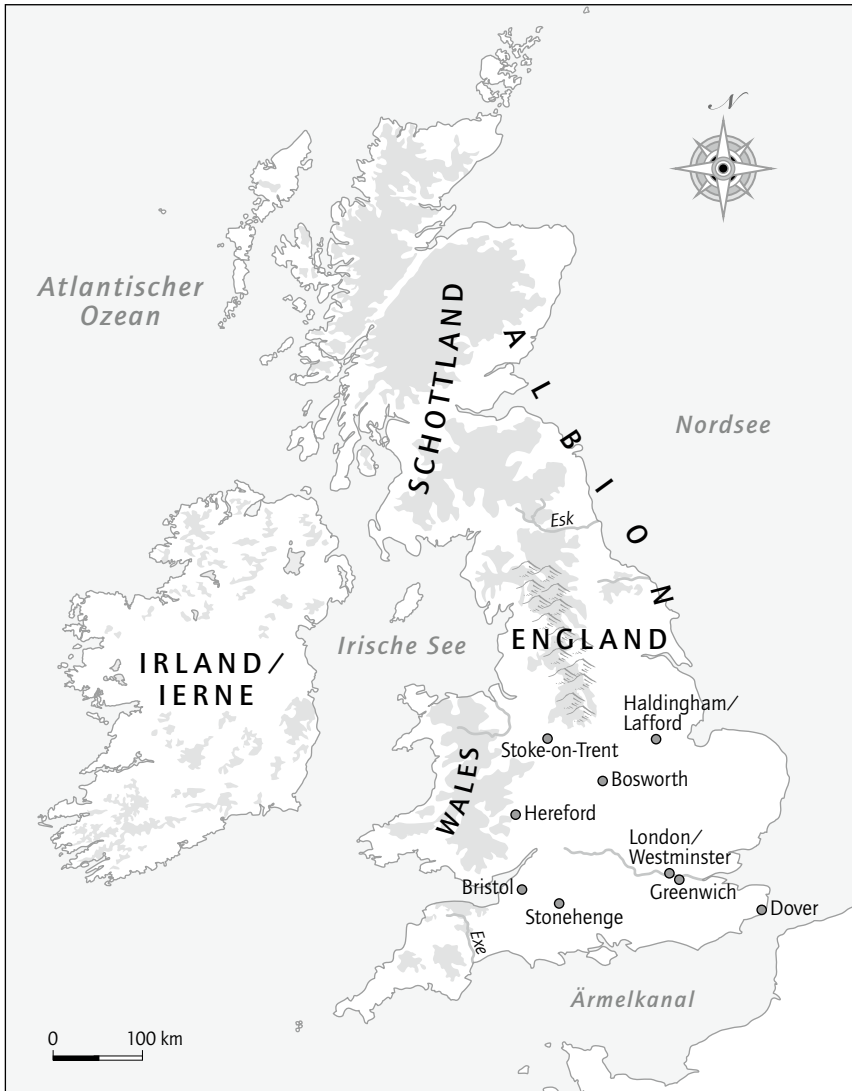 N
Atlantischer
Ozean
SCHOTTLAND
ALBION
Nordsee
Esk
Irische See
ENGLAND
IRLAND/
IERNE
Haldingham/
Lafford
Stoke-on-Trent
WALES
Bosworth
Hereford
London/
Westminster
Bristol
Greenwich
Stonehenge
Dover
Exe
Ärmelkanal
0 100 km